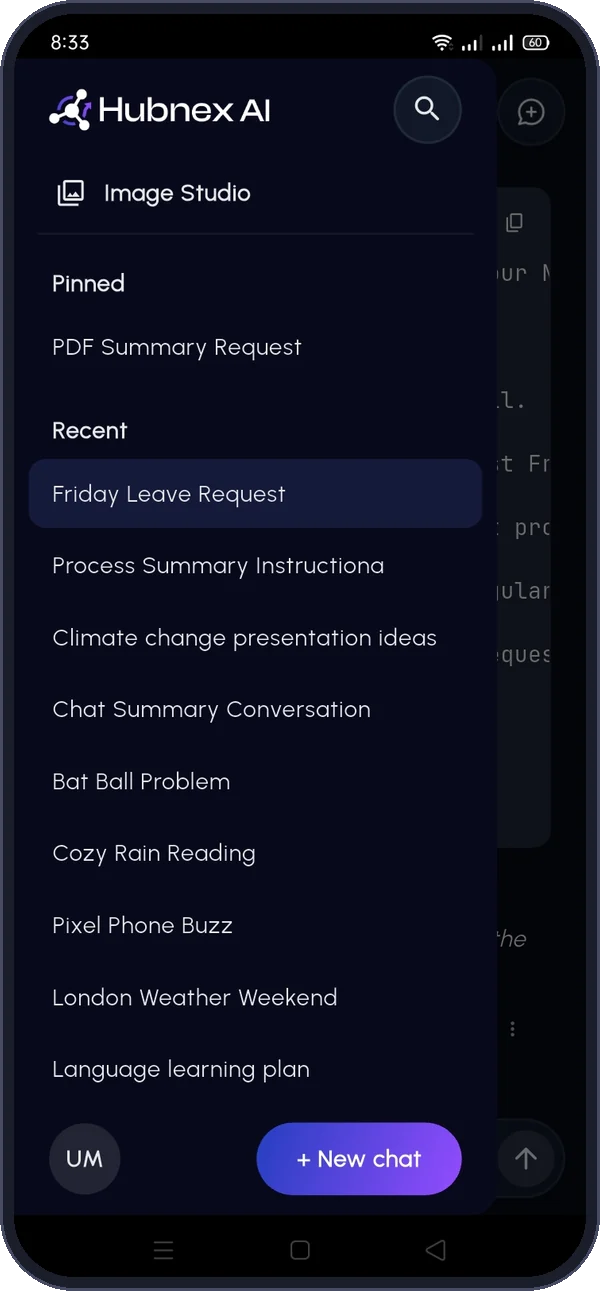 8:33
60
Hubnex AI
Image Studio
Pinned
PDF Summary Request
Recent
Friday Leave Request
Process Summary Instructiona
Climate change presentation ideas
Chat Summary Conversation
Bat Ball Problem
Cozy Rain Reading
Pixel Phone Buzz
London Weather Weekend
Language learning plan
UM
+ New chat
the